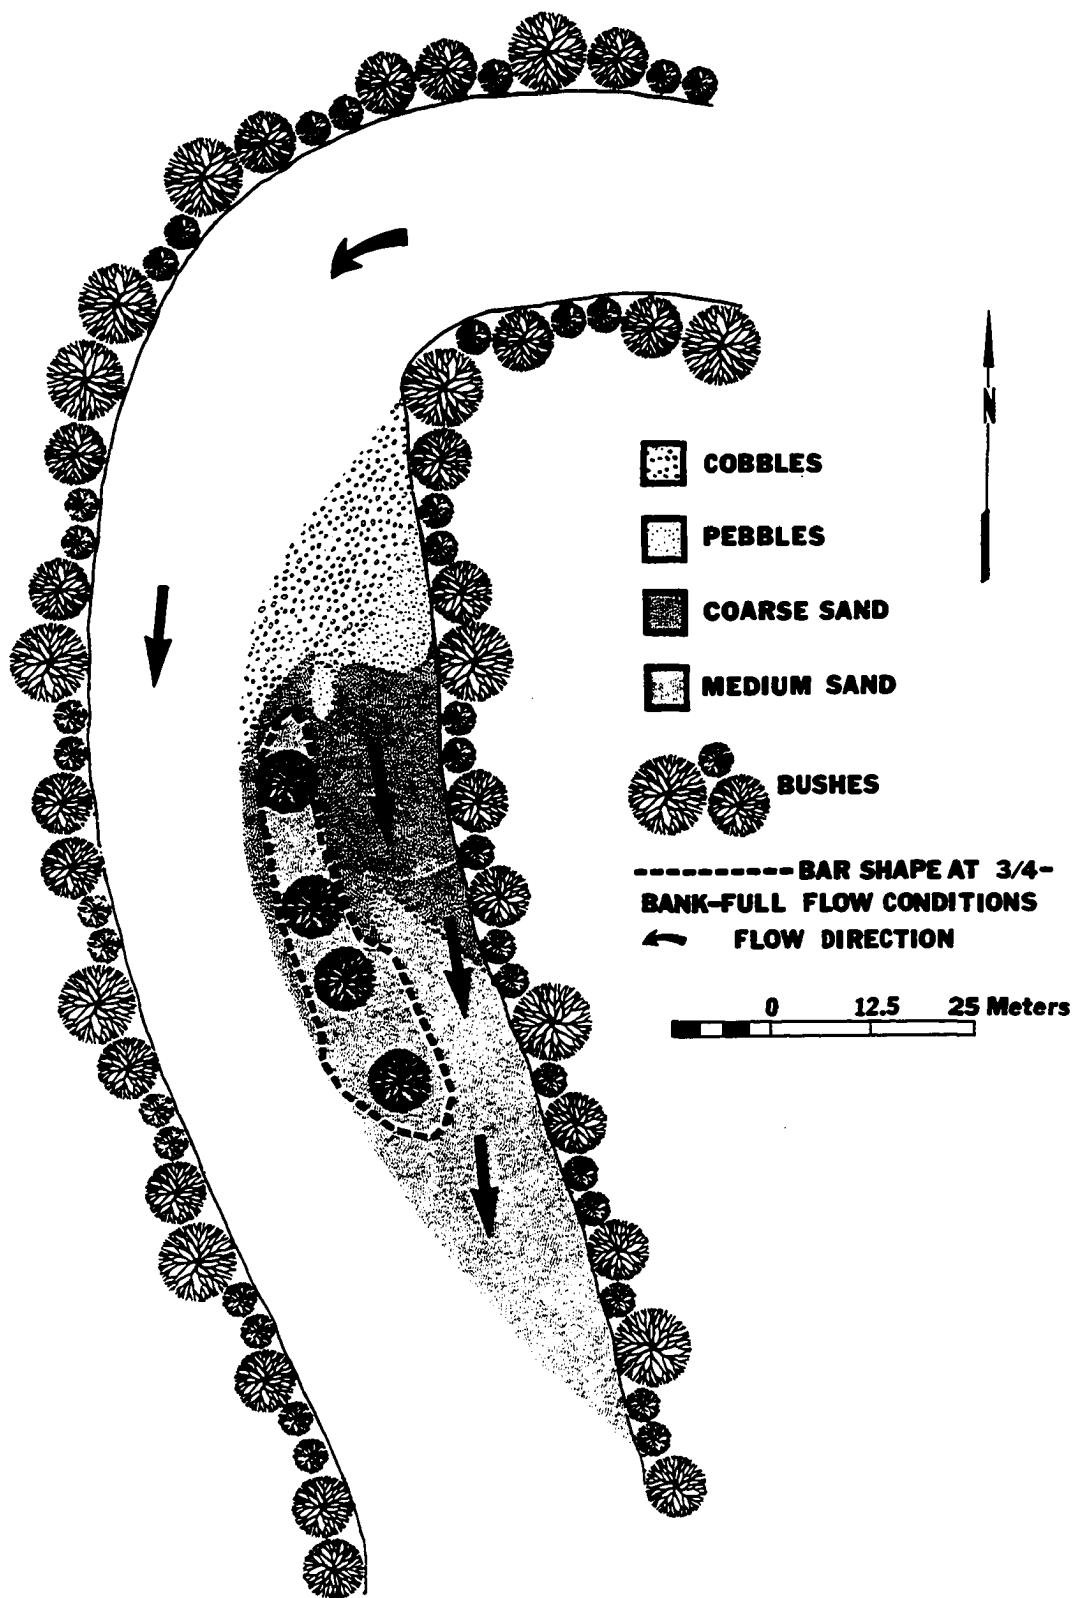 N
COBBLES
PEBBLES
COARSE SAND
MEDIUM SAND
BUSHES
BAR SHAPE AT 3/4-
BANK-FULL FLOW CONDITIONS
FLOW DIRECTION
0 12.5 25 Meters